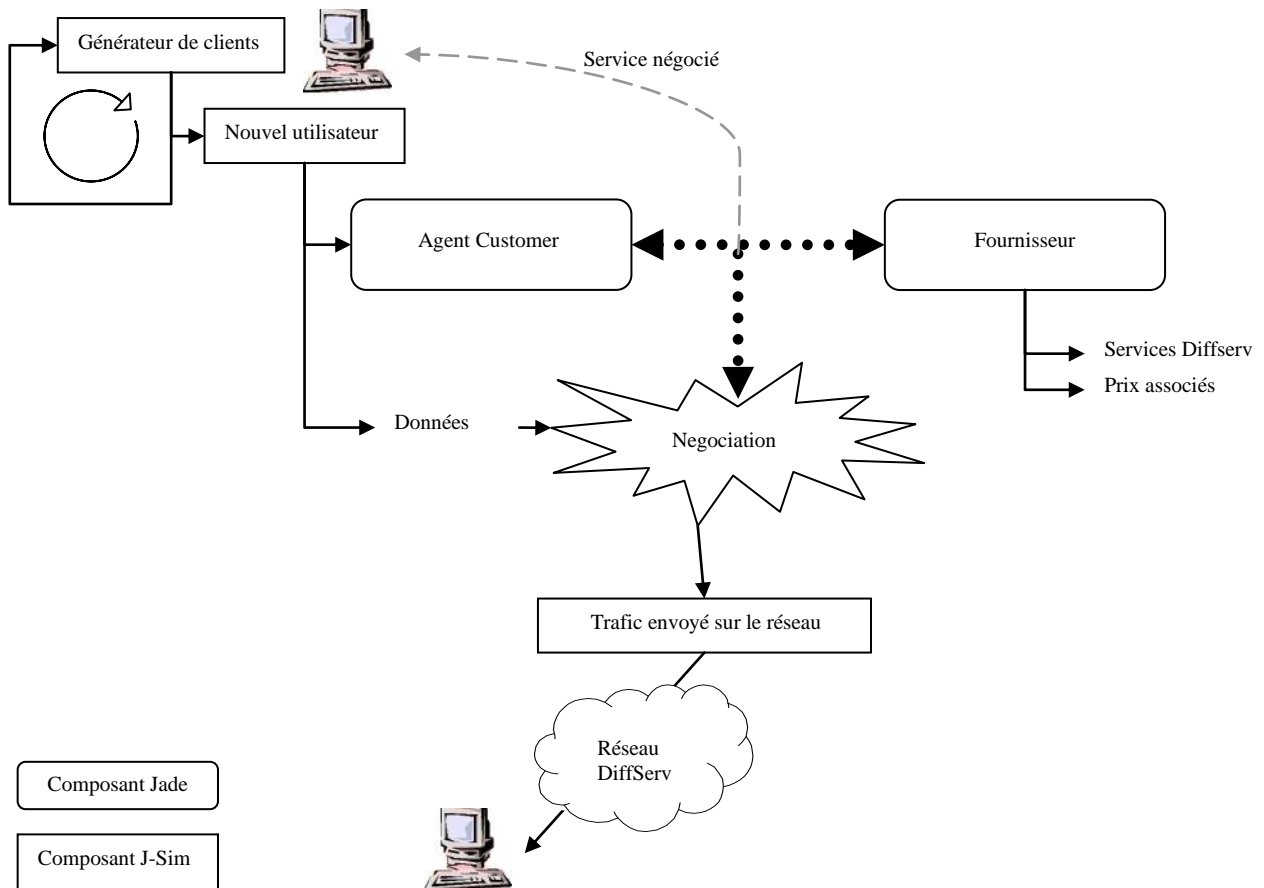 Générateur de clients
Service négocié
Nouvel utilisateur
Agent Customer
Fournisseur
Services Diffserv
Prix associés
Données
Negociation
Trafic envoyé sur le réseau
Réseau
DiffServ
Composant Jade
Composant J-Sim